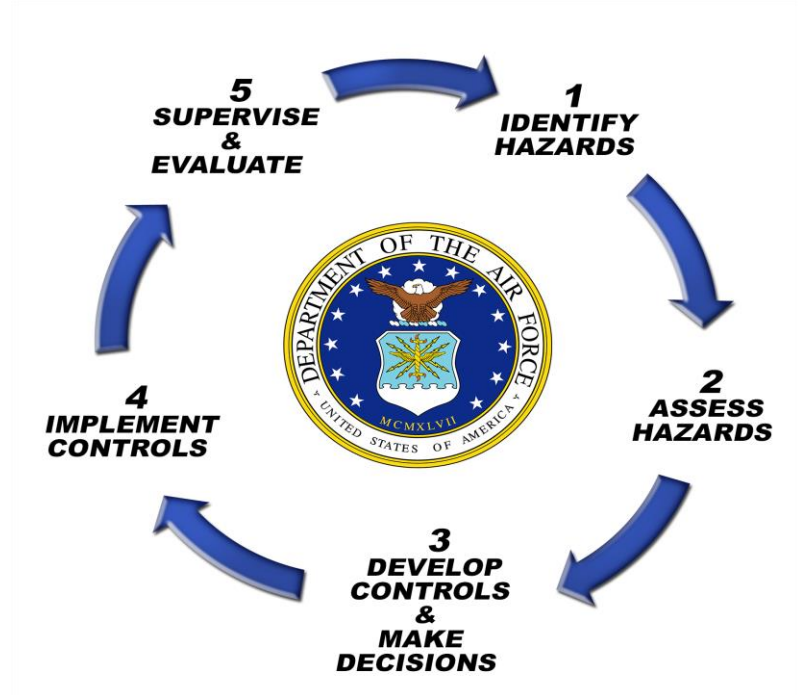 1
IDENTIFY
HAZARDS
2
ASSESS
HAZARDS
3
DEVELOP
CONTROLS
&
MAKE
DECISIONS
4
IMPLEMENT
CONTROLS
5
SUPERVISE
&
EVALUATE
DEPARTMENT OF THE AIR FORCE
MCMXLVII
UNITED STATES OF AMERICA